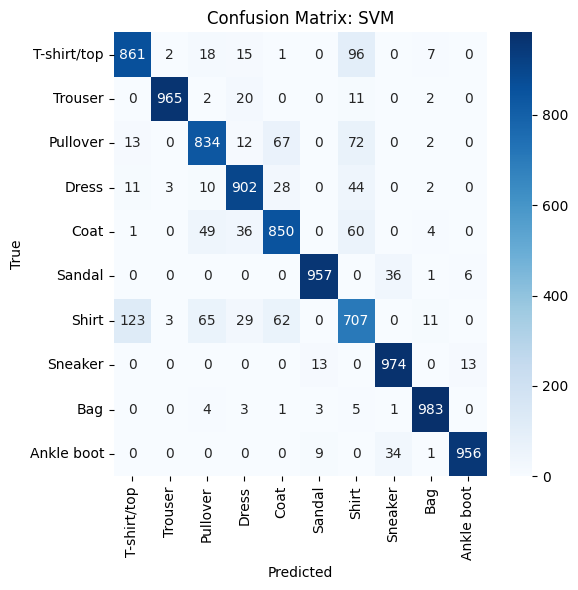 Confusion Matrix: SVM
T-shirt/top 861 2 18 15 1 0 96 0 7 0
Trouser 0 965 2 20 0 0 11 0 2 0
Pullover 13 0 834 12 67 0 72 0 2 0
Dress 11 3 10 902 28 0 44 0 2 0
Coat 1 0 49 36 850 0 60 0 4 0
Sandal 0 0 0 0 0 957 0 36 1 6
Shirt 123 3 65 29 62 0 707 0 11 0
Sneaker 0 0 0 0 0 13 0 974 0 13
Bag 0 0 4 3 1 3 5 1 983 0
Ankle boot 0 0 0 0 0 9 0 34 1 956
True
T-shirt/top
Trouser
Pullover
Dress
Coat
Sandal
Shirt
Sneaker
Bag
Ankle boot
Predicted
800
600
400
200
0